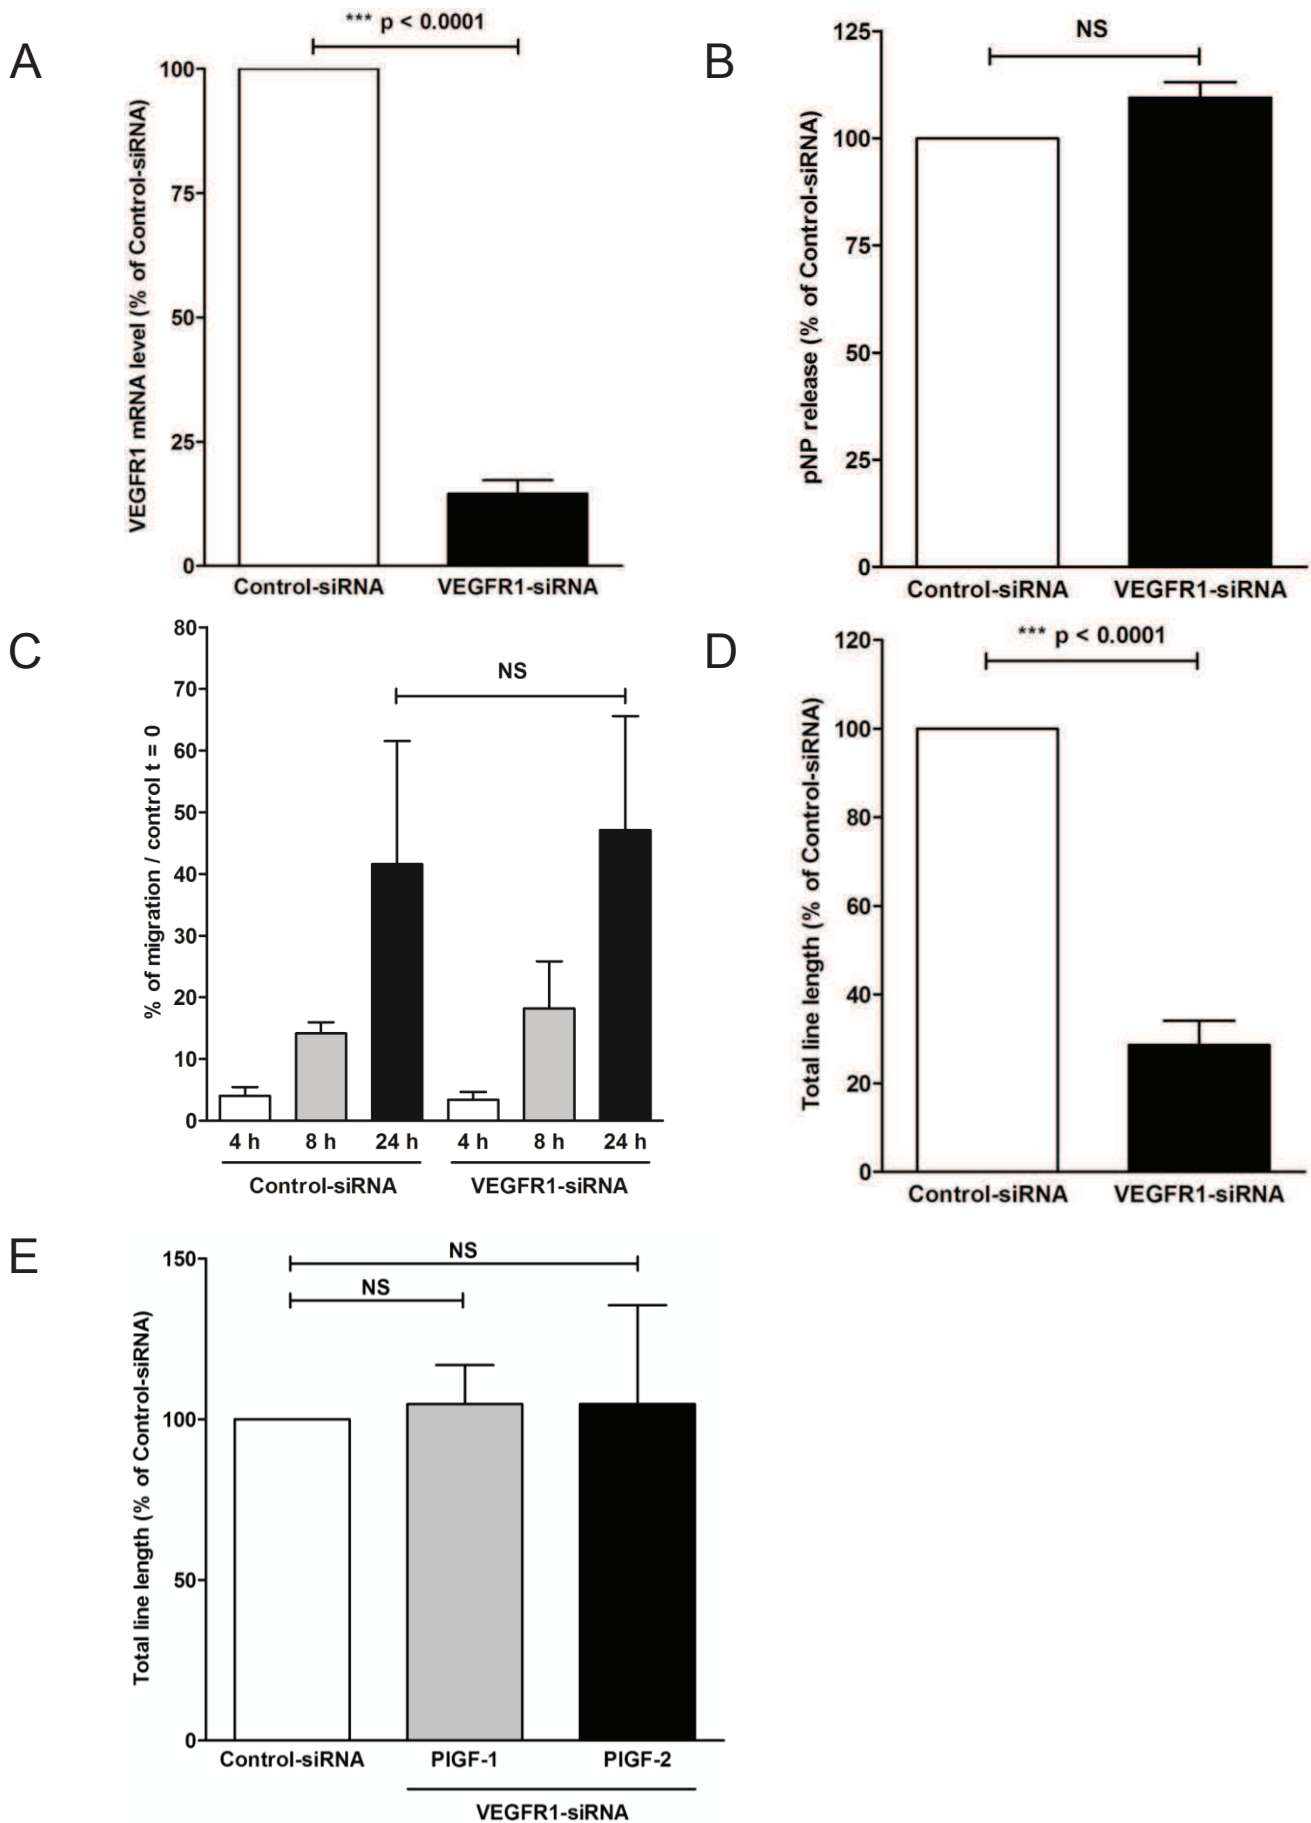 A
*** p < 0.0001
VEGFR1 mRNA level (% of Control-siRNA)
100
75
50
25
0
Control-siRNA VEGFR1-siRNA
B
NS
pNP release (% of Control-siRNA)
125
100
75
50
25
0
Control-siRNA VEGFR1-siRNA
C
NS
% of migration / control t = 0
80
70
60
50
40
30
20
10
0
4 h 8 h 24 h 4 h 8 h 24 h
Control-siRNA VEGFR1-siRNA
D
*** p < 0.0001
Total line length (% of Control-siRNA)
120
100
80
60
40
20
0
Control-siRNA VEGFR1-siRNA
E
NS
NS
Total line length (% of Control-siRNA)
150
100
50
0
Control-siRNA PIGF-1 PIGF-2
VEGFR1-siRNA